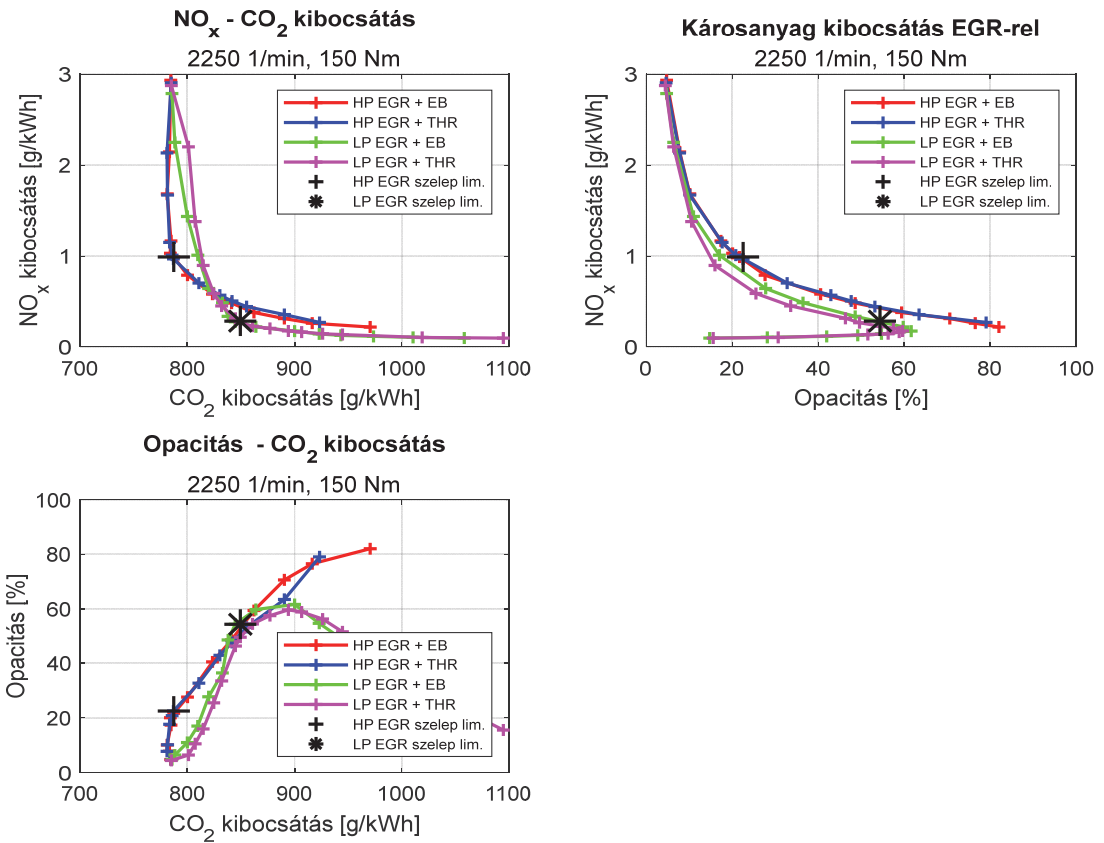 NOx - CO2 kibocsátás
2250 1/min, 150 Nm
3
2
1
0
NOx kibocsátás [g/kWh]
HP EGR + EB
HP EGR + THR
LP EGR + EB
LP EGR + THR
HP EGR szelep lim.
LP EGR szelep lim.
700 800 900 1000 1100
CO2 kibocsátás [g/kWh]
Károsanyag kibocsátás EGR-rel
2250 1/min, 150 Nm
3
2
1
0
NOx kibocsátás [g/kWh]
HP EGR + EB
HP EGR + THR
LP EGR + EB
LP EGR + THR
HP EGR szelep lim.
LP EGR szelep lim.
0 20 40 60 80 100
Opacitás [%]
Opacitás - CO2 kibocsátás
2250 1/min, 150 Nm
100
80
60
40
20
0
Opacitás [%]
HP EGR + EB
HP EGR + THR
LP EGR + EB
LP EGR + THR
HP EGR szelep lim.
LP EGR szelep lim.
700 800 900 1000 1100
CO2 kibocsátás [g/kWh]